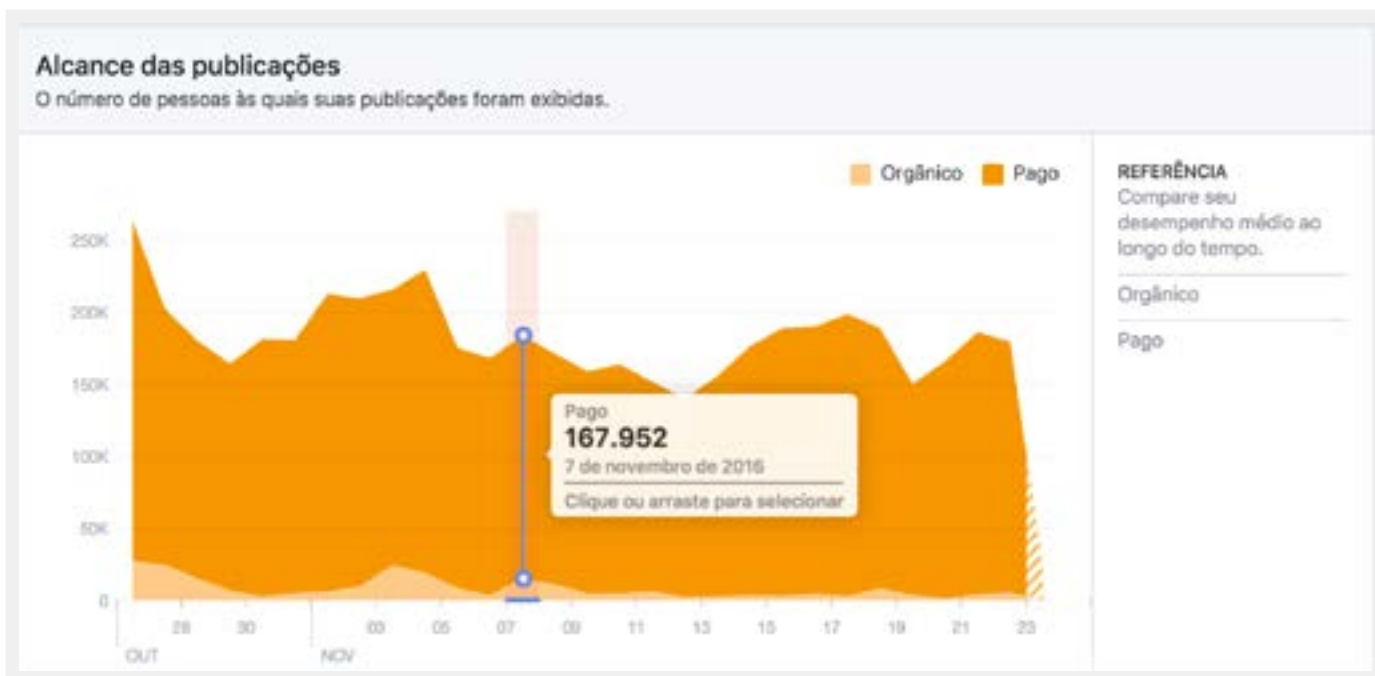 Alcance das publicações
O número de pessoas às quais suas publicações foram exibidas.
Orgânico Pago
REFERÊNCIA
Compare seu
desempenho médio ao
longo do tempo.
Orgânico
Pago
250K
200K
150K
100K
50K
0
Pago
167.952
7 de novembro de 2016
Clique ou arraste para selecionar
28 30 03 05 07 09 11 13 15 17 19 21 23
OUT NOV